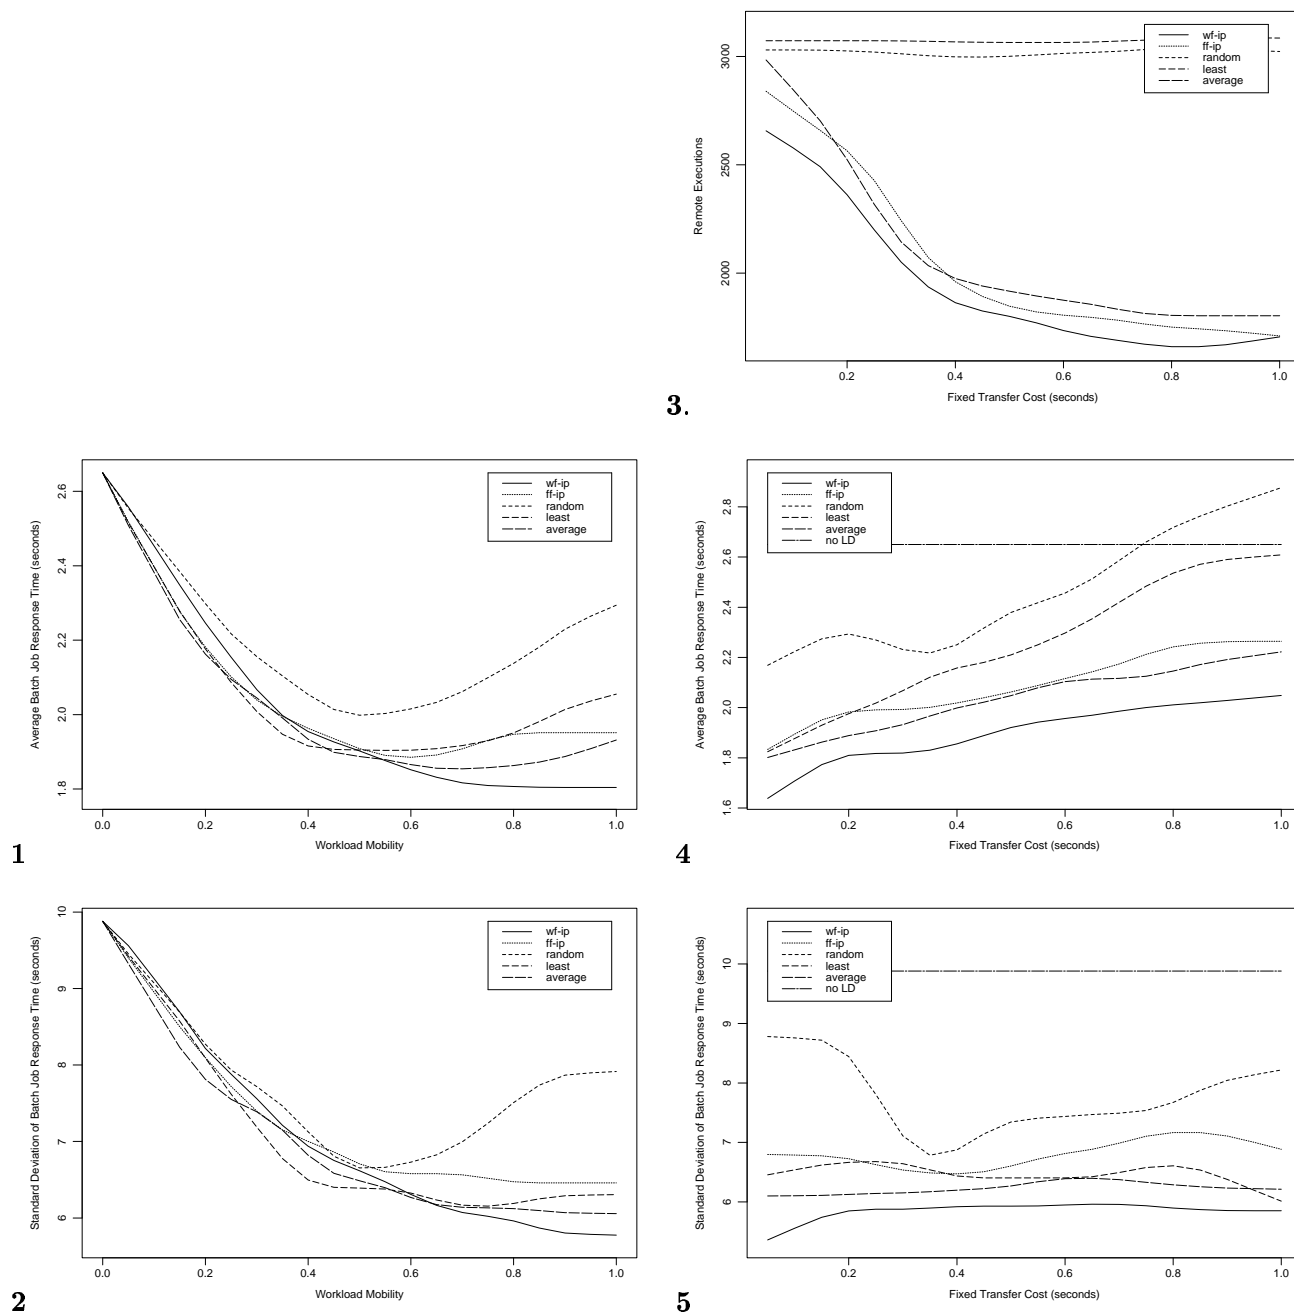 wf-ip
ff-ip
random
least
average
Remote Executions
3000
2500
2000
0.2 0.4 0.6 0.8 1.0
Fixed Transfer Cost (seconds)
3.
wf-ip
ff-ip
random
least
average
Average Batch Job Response Time (seconds)
2.6
2.4
2.2
2.0
1.8
0.0 0.2 0.4 0.6 0.8 1.0
Workload Mobility
1
wf-ip
ff-ip
random
least
average
no LD
Average Batch Job Response Time (seconds)
2.8
2.6
2.4
2.2
2.0
1.8
1.6
0.2 0.4 0.6 0.8 1.0
Fixed Transfer Cost (seconds)
4
wf-ip
ff-ip
random
least
average
Standard Deviation of Batch Job Response Time (seconds)
10
9
8
7
6
0.0 0.2 0.4 0.6 0.8 1.0
Workload Mobility
2
wf-ip
ff-ip
random
least
average
no LD
Standard Deviation of Batch Job Response Time (seconds)
10
9
8
7
6
0.2 0.4 0.6 0.8 1.0
Fixed Transfer Cost (seconds)
5